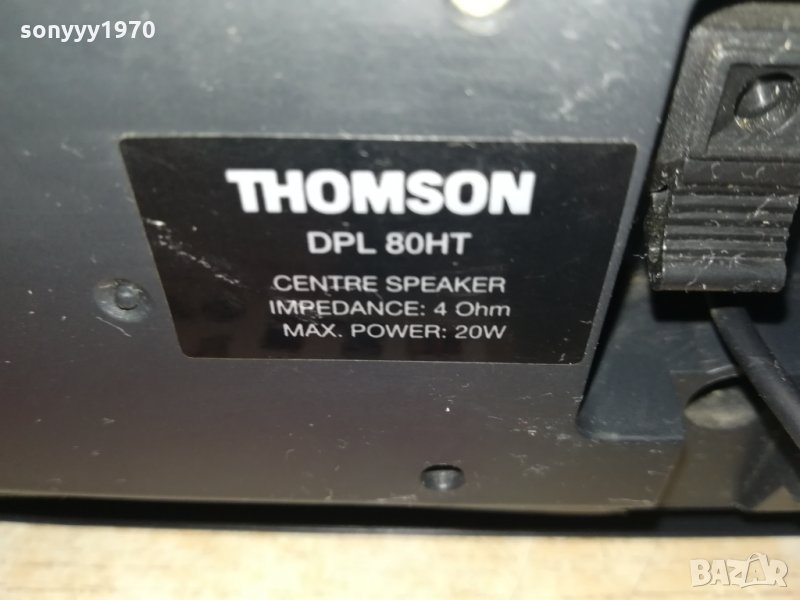 sonyyy1970
THOMSON
DPL 80HT
CENTRE SPEAKER
IMPEDANCE: 4 Ohm
MAX. POWER: 20W
BAZAR